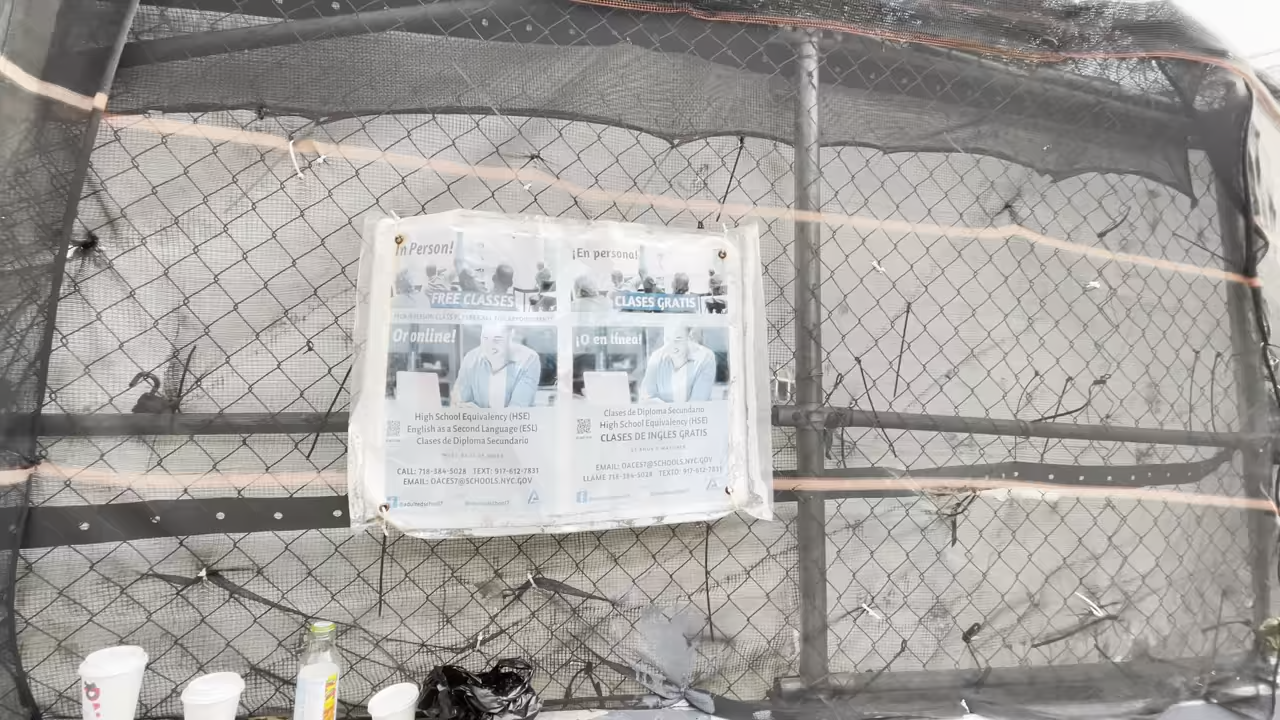 In Person!
FREE CLASSES
Or online!
High School Equivalency (HSE)
English as a Second Language (ESL)
Clases de Diploma Secundario
CALL: 718-384-5028 TEXT: 917-612-7831
EMAIL: OACE57@SCHOOLS.NYC.GOV
¡En persona!
CLASES GRATIS
¡O en línea!
Clases de Diploma Secundario
High School Equivalency (HSE)
CLASES DE INGLES GRATIS
EMAIL: OACE57@SCHOOLS.NYC.GOV
LLAME 718-384-5028 TEXTO 917-612-7831